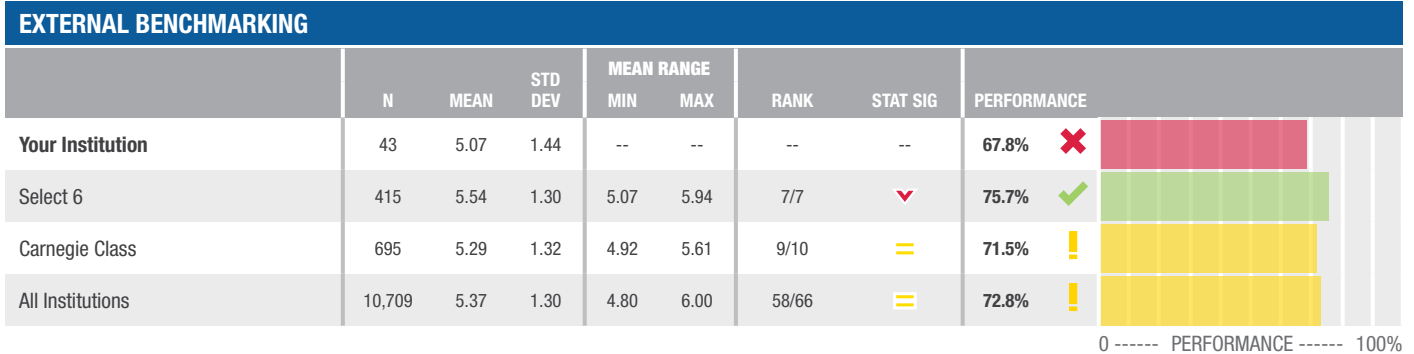 EXTERNAL BENCHMARKING
N MEAN STD DEV MEAN RANGE MIN MAX RANK STAT SIG PERFORMANCE
Your Institution 43 5.07 1.44 -- -- -- -- 67.8%
Select 6 415 5.54 1.30 5.07 5.94 7/7 75.7%
Carnegie Class 695 5.29 1.32 4.92 5.61 9/10 = 71.5% !
All Institutions 10,709 5.37 1.30 4.80 6.00 58/66 = 72.8% !
0 ------ PERFORMANCE ------ 100%